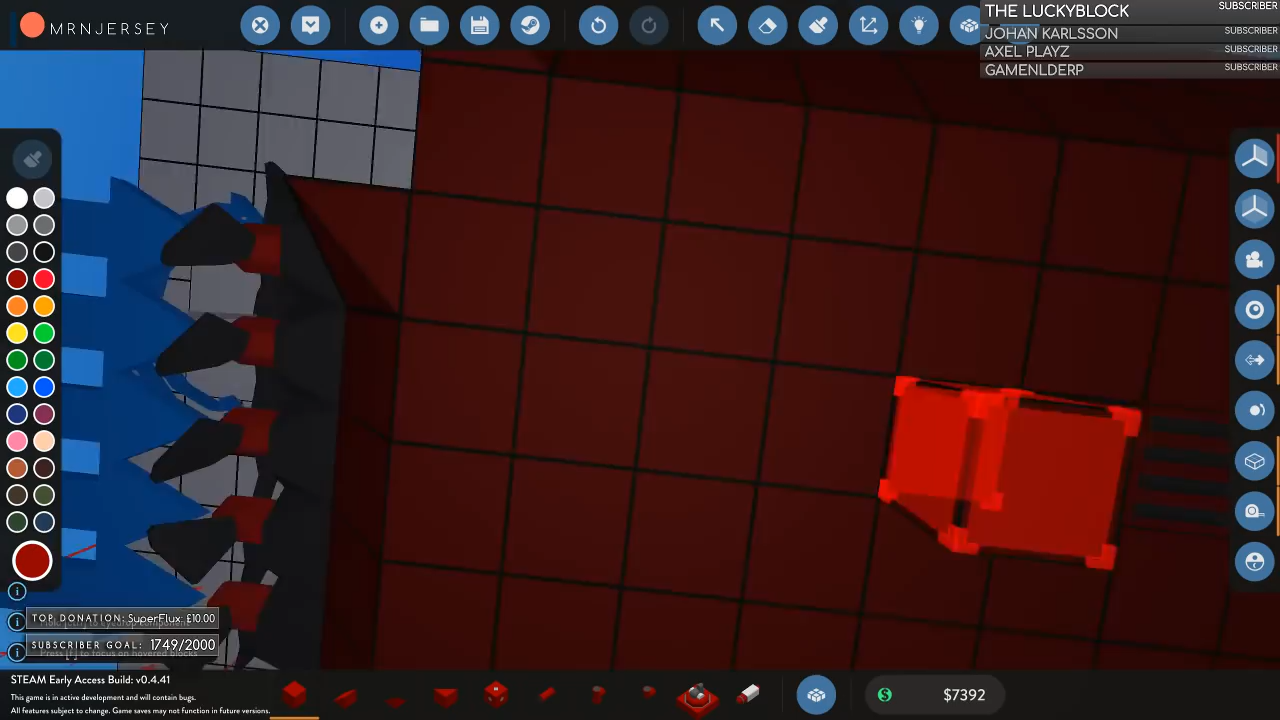 MRNJERSEY
THE LUCKYBLOCK SUBSCRIBER
JOHAN KARLSSON SUBSCRIBER
AXEL PLAYZ SUBSCRIBER
GAMENLDERP SUBSCRIBER
TOP DONATION: SuperFlux: £10.00
SUBSCRIBER GOAL: 1749/2000
STEAM Early Access Build: v0.4.41
This game is in active development and will contain bugs.
All features subject to change. Game saves may not function in future versions.
$ $7392